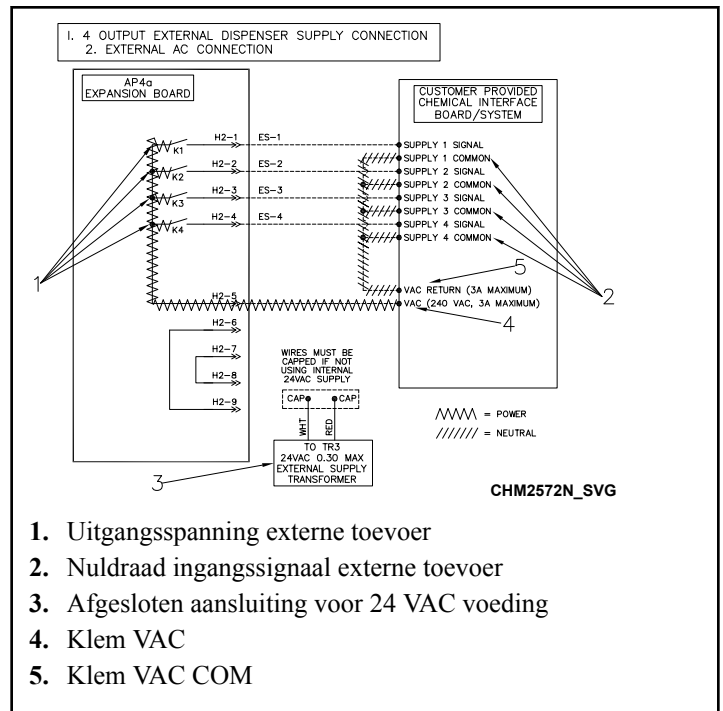 I. 4 OUTPUT EXTERNAL DISPENSER SUPPLY CONNECTION
2. EXTERNAL AC CONNECTION
AP4a
EXPANSION BOARD
CUSTOMER PROVIDED
CHEMICAL INTERFACE
BOARD/SYSTEM
K1
H2-1 ES-1
SUPPLY 1 SIGNAL
SUPPLY 1 COMMON
K2
H2-2 ES-2
SUPPLY 2 SIGNAL
SUPPLY 2 COMMON
K3
H2-3 ES-3
SUPPLY 3 SIGNAL
SUPPLY 3 COMMON
K4
H2-4 ES-4
SUPPLY 4 SIGNAL
SUPPLY 4 COMMON
1
2
5
VAC RETURN (3A MAXIMUM)
H2-5
VAC (240 VAC, 3A MAXIMUM)
4
H2-6
H2-7
H2-8
H2-9
WIRES MUST BE
CAPPED IF NOT
USING INTERNAL
24VAC SUPPLY
CAP CAP
WHT RED
TO TR3
24VAC 0.30 MAX
EXTERNAL SUPPLY
TRANSFORMER
3
= POWER
= NEUTRAL
CHM2572N_SVG
1. Uitgangsspanning externe toevoer
2. Nuldraad ingangssignaal externe toevoer
3. Afgesloten aansluiting voor 24 VAC voeding
4. Klem VAC
5. Klem VAC COM